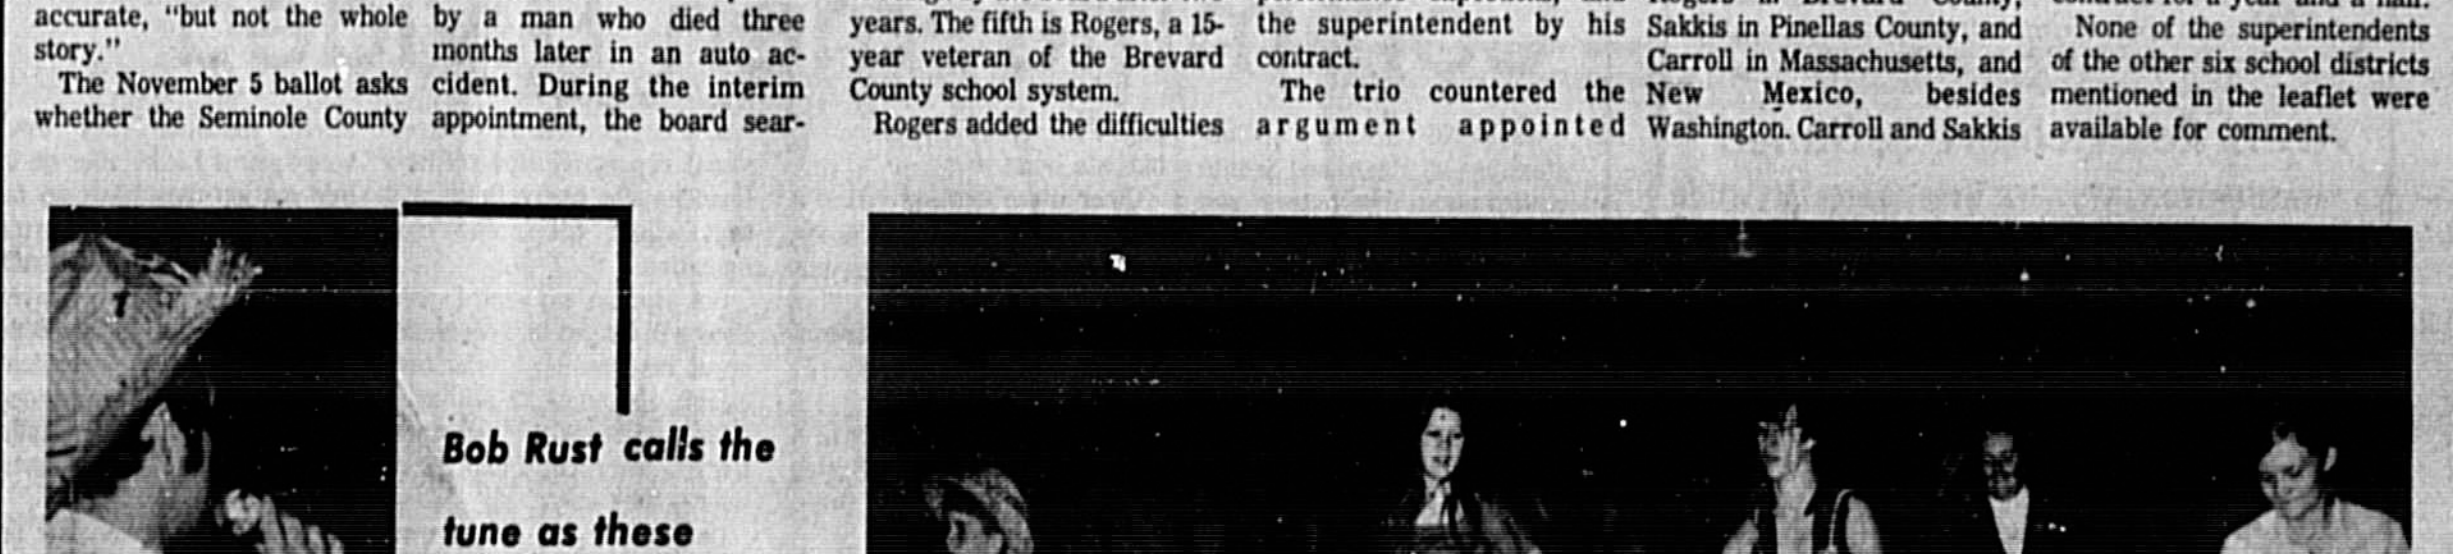 accurate, "but not the whole
story."
The November 5 ballot asks
whether the Seminole County
by a man who died three
months later in an auto ac-
cident. During the interim
appointment, the board sear-
years. The fifth is Rogers, a 15-
year veteran of the Brevard
County school system.
Rogers added the difficulties
the superintendent by his
contract.
The trio countered the
argument appointed
Sakkis in Pinellas County, and
Carroll in Massachusetts, and
New Mexico, besides
Washington. Carroll and Sakkis
None of the superintendents
of the other six school districts
mentioned in the leaflet were
available for comment.
Bob Rust calls the
tune as these